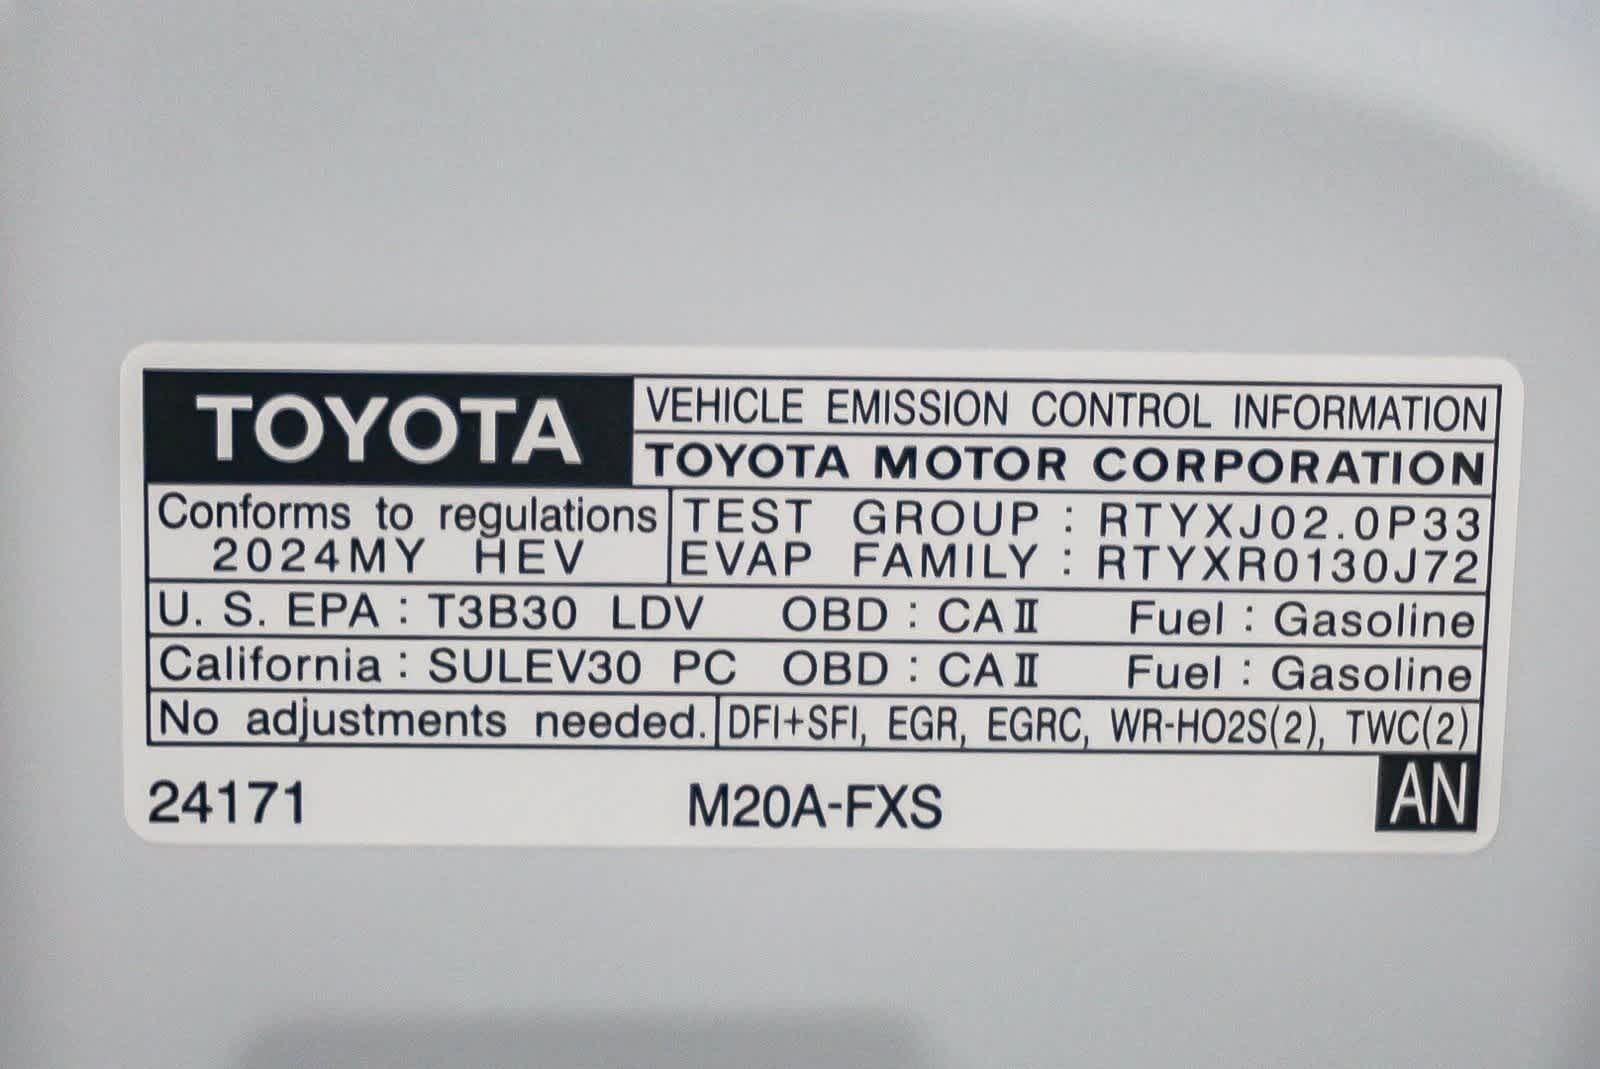 TOYOTA
VEHICLE EMISSION CONTROL INFORMATION
TOYOTA MOTOR CORPORATION
Conforms to regulations
2024MY HEV
TEST GROUP : RTYXJ02.0P33
EVAP FAMILY : RTYXR0130J72
U. S. EPA : T3B30 LDV OBD : CAⅡ Fuel : Gasoline
California : SULEV30 PC OBD : CAⅡ Fuel : Gasoline
No adjustments needed. DFI+SFI, EGR, EGRC, WR-HO2S(2), TWC(2)
24171 M20A-FXS AN